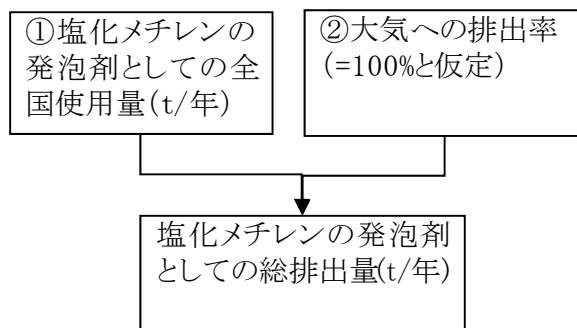 ①塩化メチレンの
発泡剤としての全
国使用量(t/年)
②大気への排出率
(=100%と仮定)
塩化メチレンの発泡剤
としての総排出量(t/年)